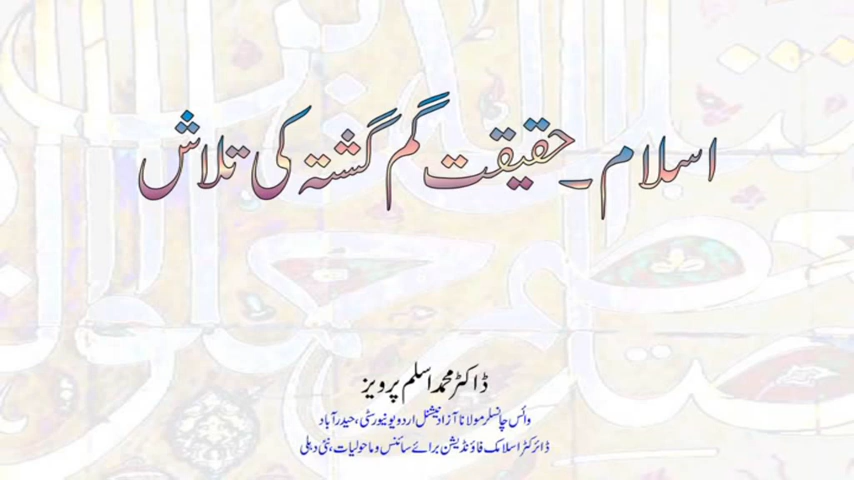 اسلام ۔ حقیقت گم گشتہ کی تلاش
ڈاکٹر محمد اسلم پرویز
وائس چانسلر مولانا آزاد نیشنل اردو یونیورسٹی، حیدرآباد
ڈائرکٹر اسلامک فاؤنڈیشن برائے سائنس و ماحولیات، نئی دہلی